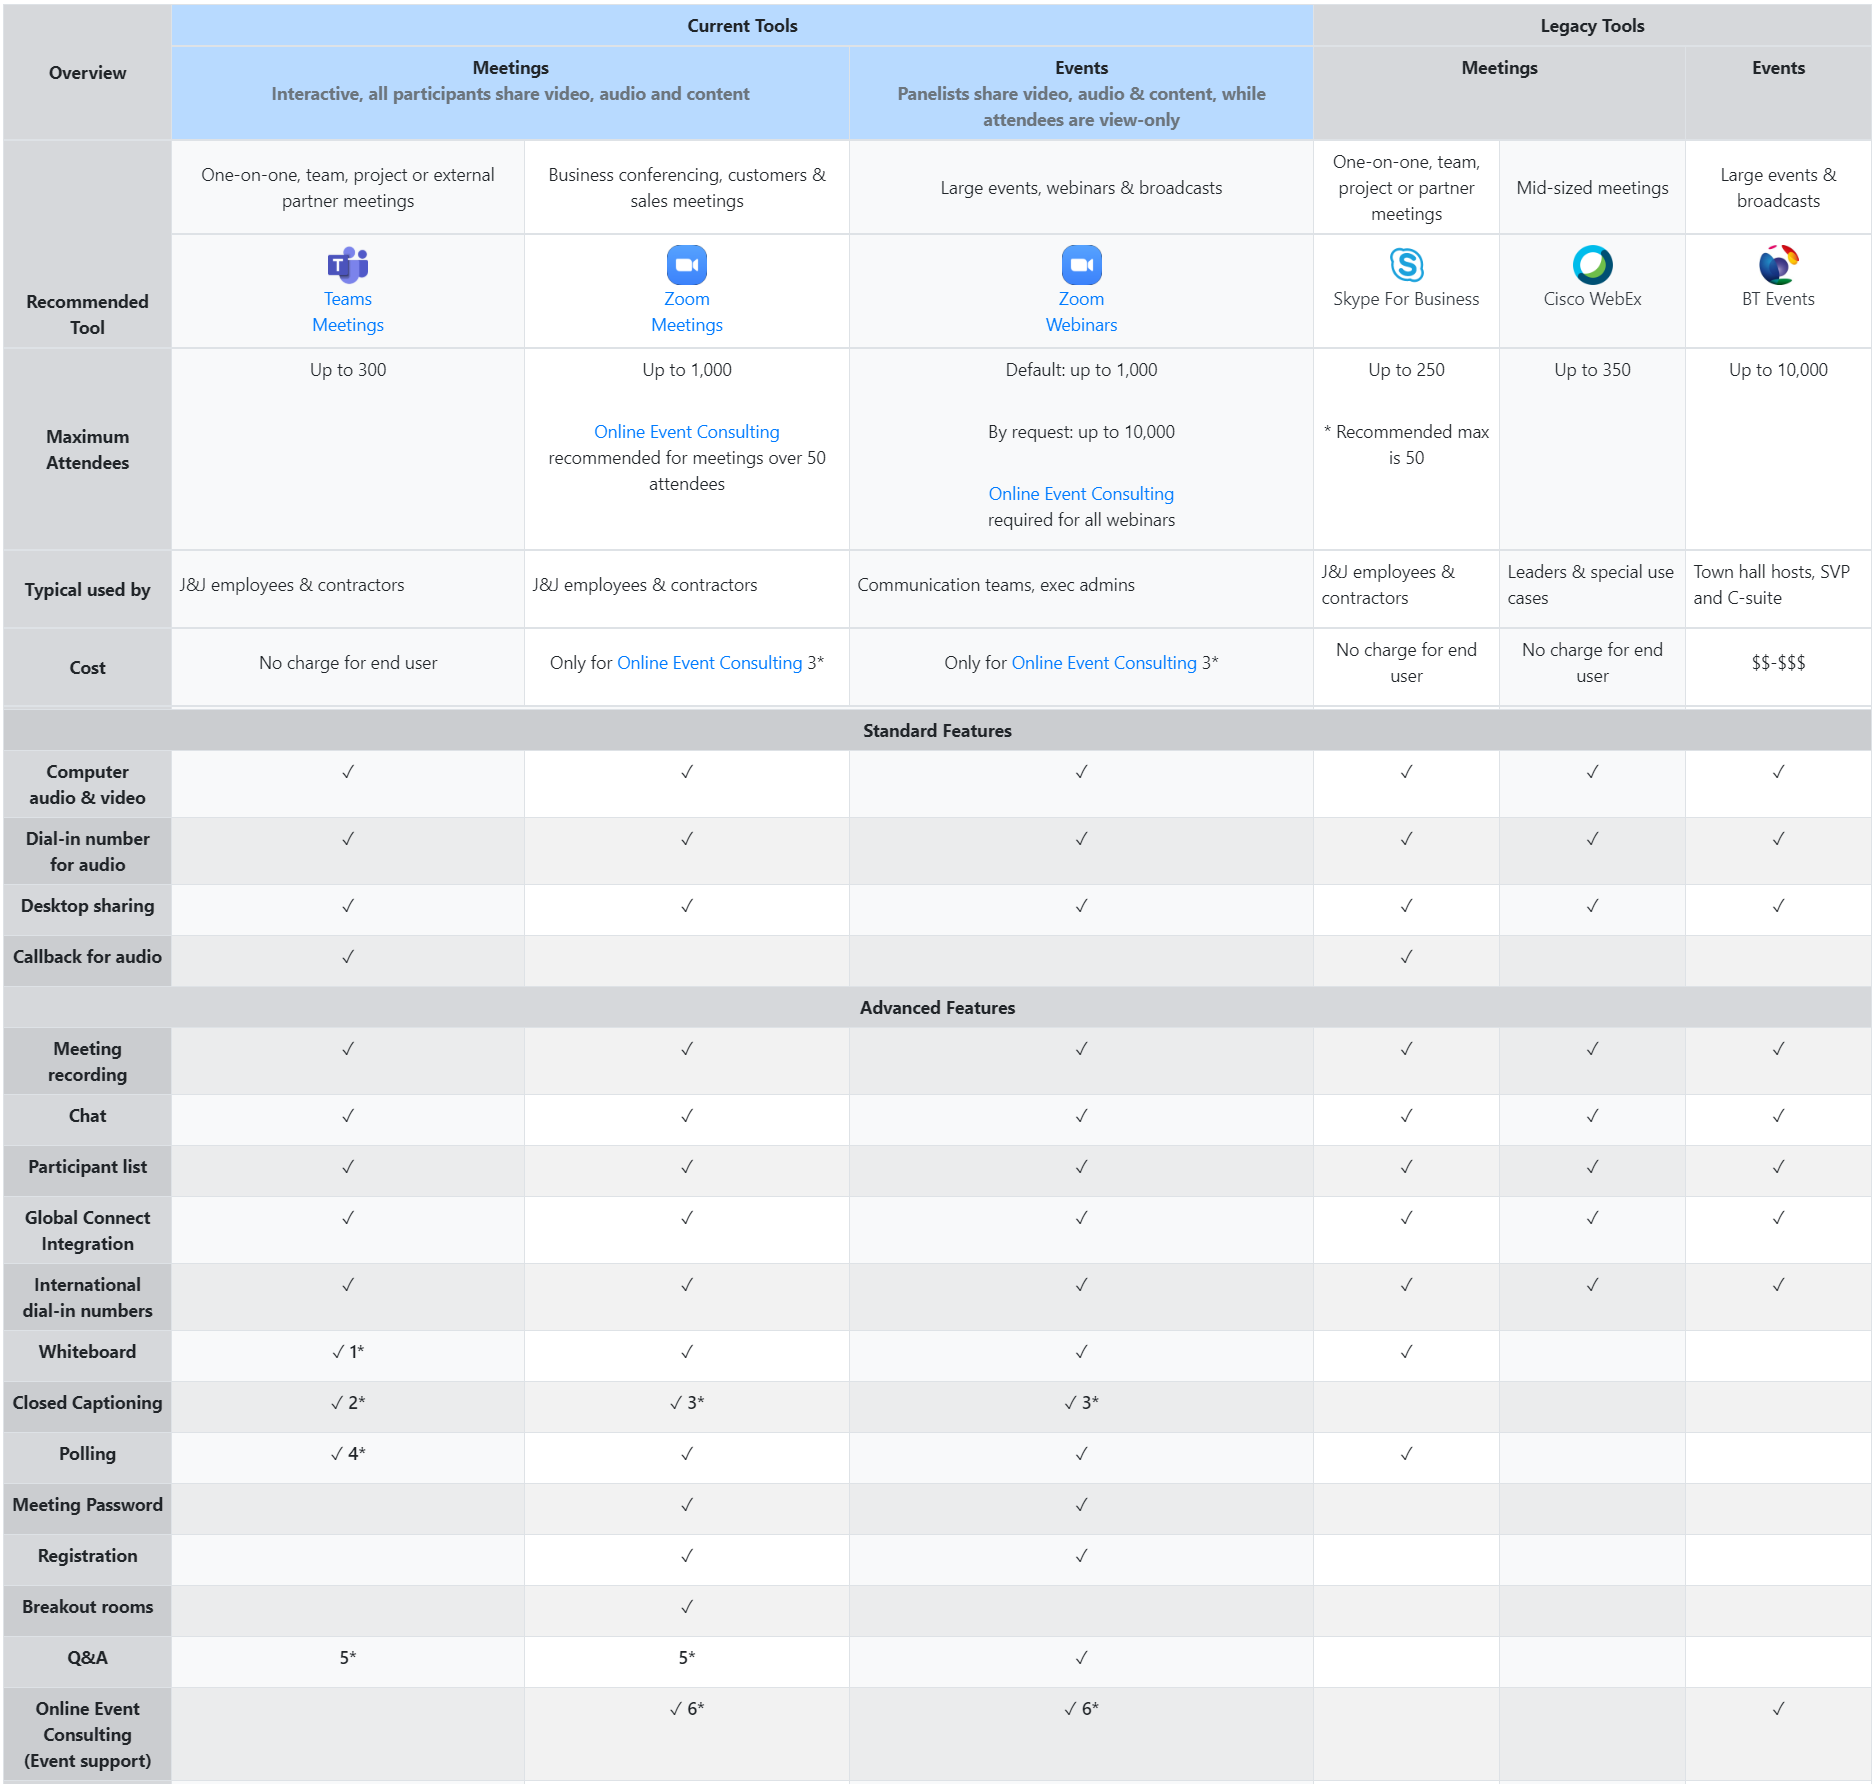 Current Tools
Legacy Tools
Overview
Meetings
Interactive, all participants share video, audio and content
Events
Panelists share video, audio & content, while
attendees are view-only
Meetings
Events
One-on-one, team, project or external
partner meetings
Business conferencing, customers &
sales meetings
Large events, webinars & broadcasts
One-on-one, team,
project or partner
meetings
Mid-sized meetings
Large events &
broadcasts
Recommended
Tool
T
Teams
Meetings
Zoom
Meetings
Zoom
Webinars
S
Skype For Business
Cisco WebEx
BT Events
Maximum
Attendees
Up to 300
Up to 1,000
Online Event Consulting
recommended for meetings over 50
attendees
Default: up to 1,000
By request: up to 10,000
Online Event Consulting
required for all webinars
Up to 250
* Recommended max
is 50
Up to 350
Up to 10,000
Typical used by
J&J employees & contractors
J&J employees & contractors
Communication teams, exec admins
J&J employees &
contractors
Leaders & special use
cases
Town hall hosts, SVP
and C-suite
Cost
No charge for end user
Only for Online Event Consulting 3*
Only for Online Event Consulting 3*
No charge for end
user
No charge for end
user
$$-$$$
Standard Features
Computer
audio & video
✓ ✓ ✓ ✓ ✓ ✓
Dial-in number
for audio
✓ ✓ ✓ ✓ ✓ ✓
Desktop sharing
✓ ✓ ✓ ✓ ✓ ✓
Callback for audio
✓ ✓
Advanced Features
Meeting
recording
✓ ✓ ✓ ✓ ✓ ✓
Chat
✓ ✓ ✓ ✓ ✓ ✓
Participant list
✓ ✓ ✓ ✓ ✓ ✓
Global Connect
Integration
✓ ✓ ✓ ✓ ✓ ✓
International
dial-in numbers
✓ ✓ ✓ ✓ ✓ ✓
Whiteboard
✓ 1* ✓ ✓ ✓
Closed Captioning
✓ 2* ✓ 3* ✓ 3*
Polling
✓ 4* ✓ ✓ ✓
Meeting Password
✓ ✓
Registration
✓ ✓
Breakout rooms
✓
Q&A
5* 5* ✓
Online Event
Consulting
(Event support)
✓ 6* ✓ 6* ✓